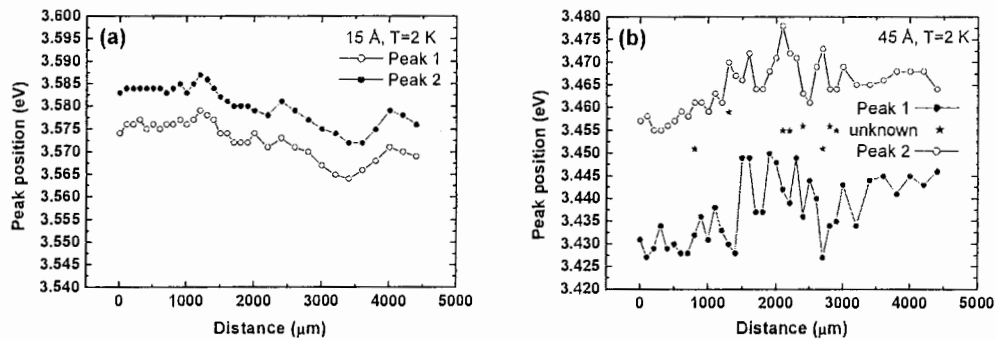 (a)
15 Å, T=2 K
Peak 1
Peak 2
Peak position (eV)
3.600
3.595
3.590
3.585
3.580
3.575
3.570
3.565
3.560
3.555
3.550
3.545
3.540
0
1000
2000
3000
4000
5000
Distance (μm)
(b)
45 Å, T=2 K
Peak 1
unknown
Peak 2
Peak position (eV)
3.480
3.475
3.470
3.465
3.460
3.455
3.450
3.445
3.440
3.435
3.430
3.425
3.420
0
1000
2000
3000
4000
5000
Distance (μm)